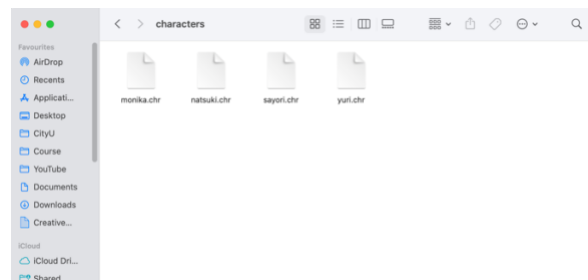 characters
Favourites
AirDrop
Recents
Applicati...
Desktop
CityU
Course
YouTube
Documents
Downloads
Creative...
iCloud
iCloud Dri...
Shared
monika.chr
natsuki.chr
sayori.chr
yuri.chr